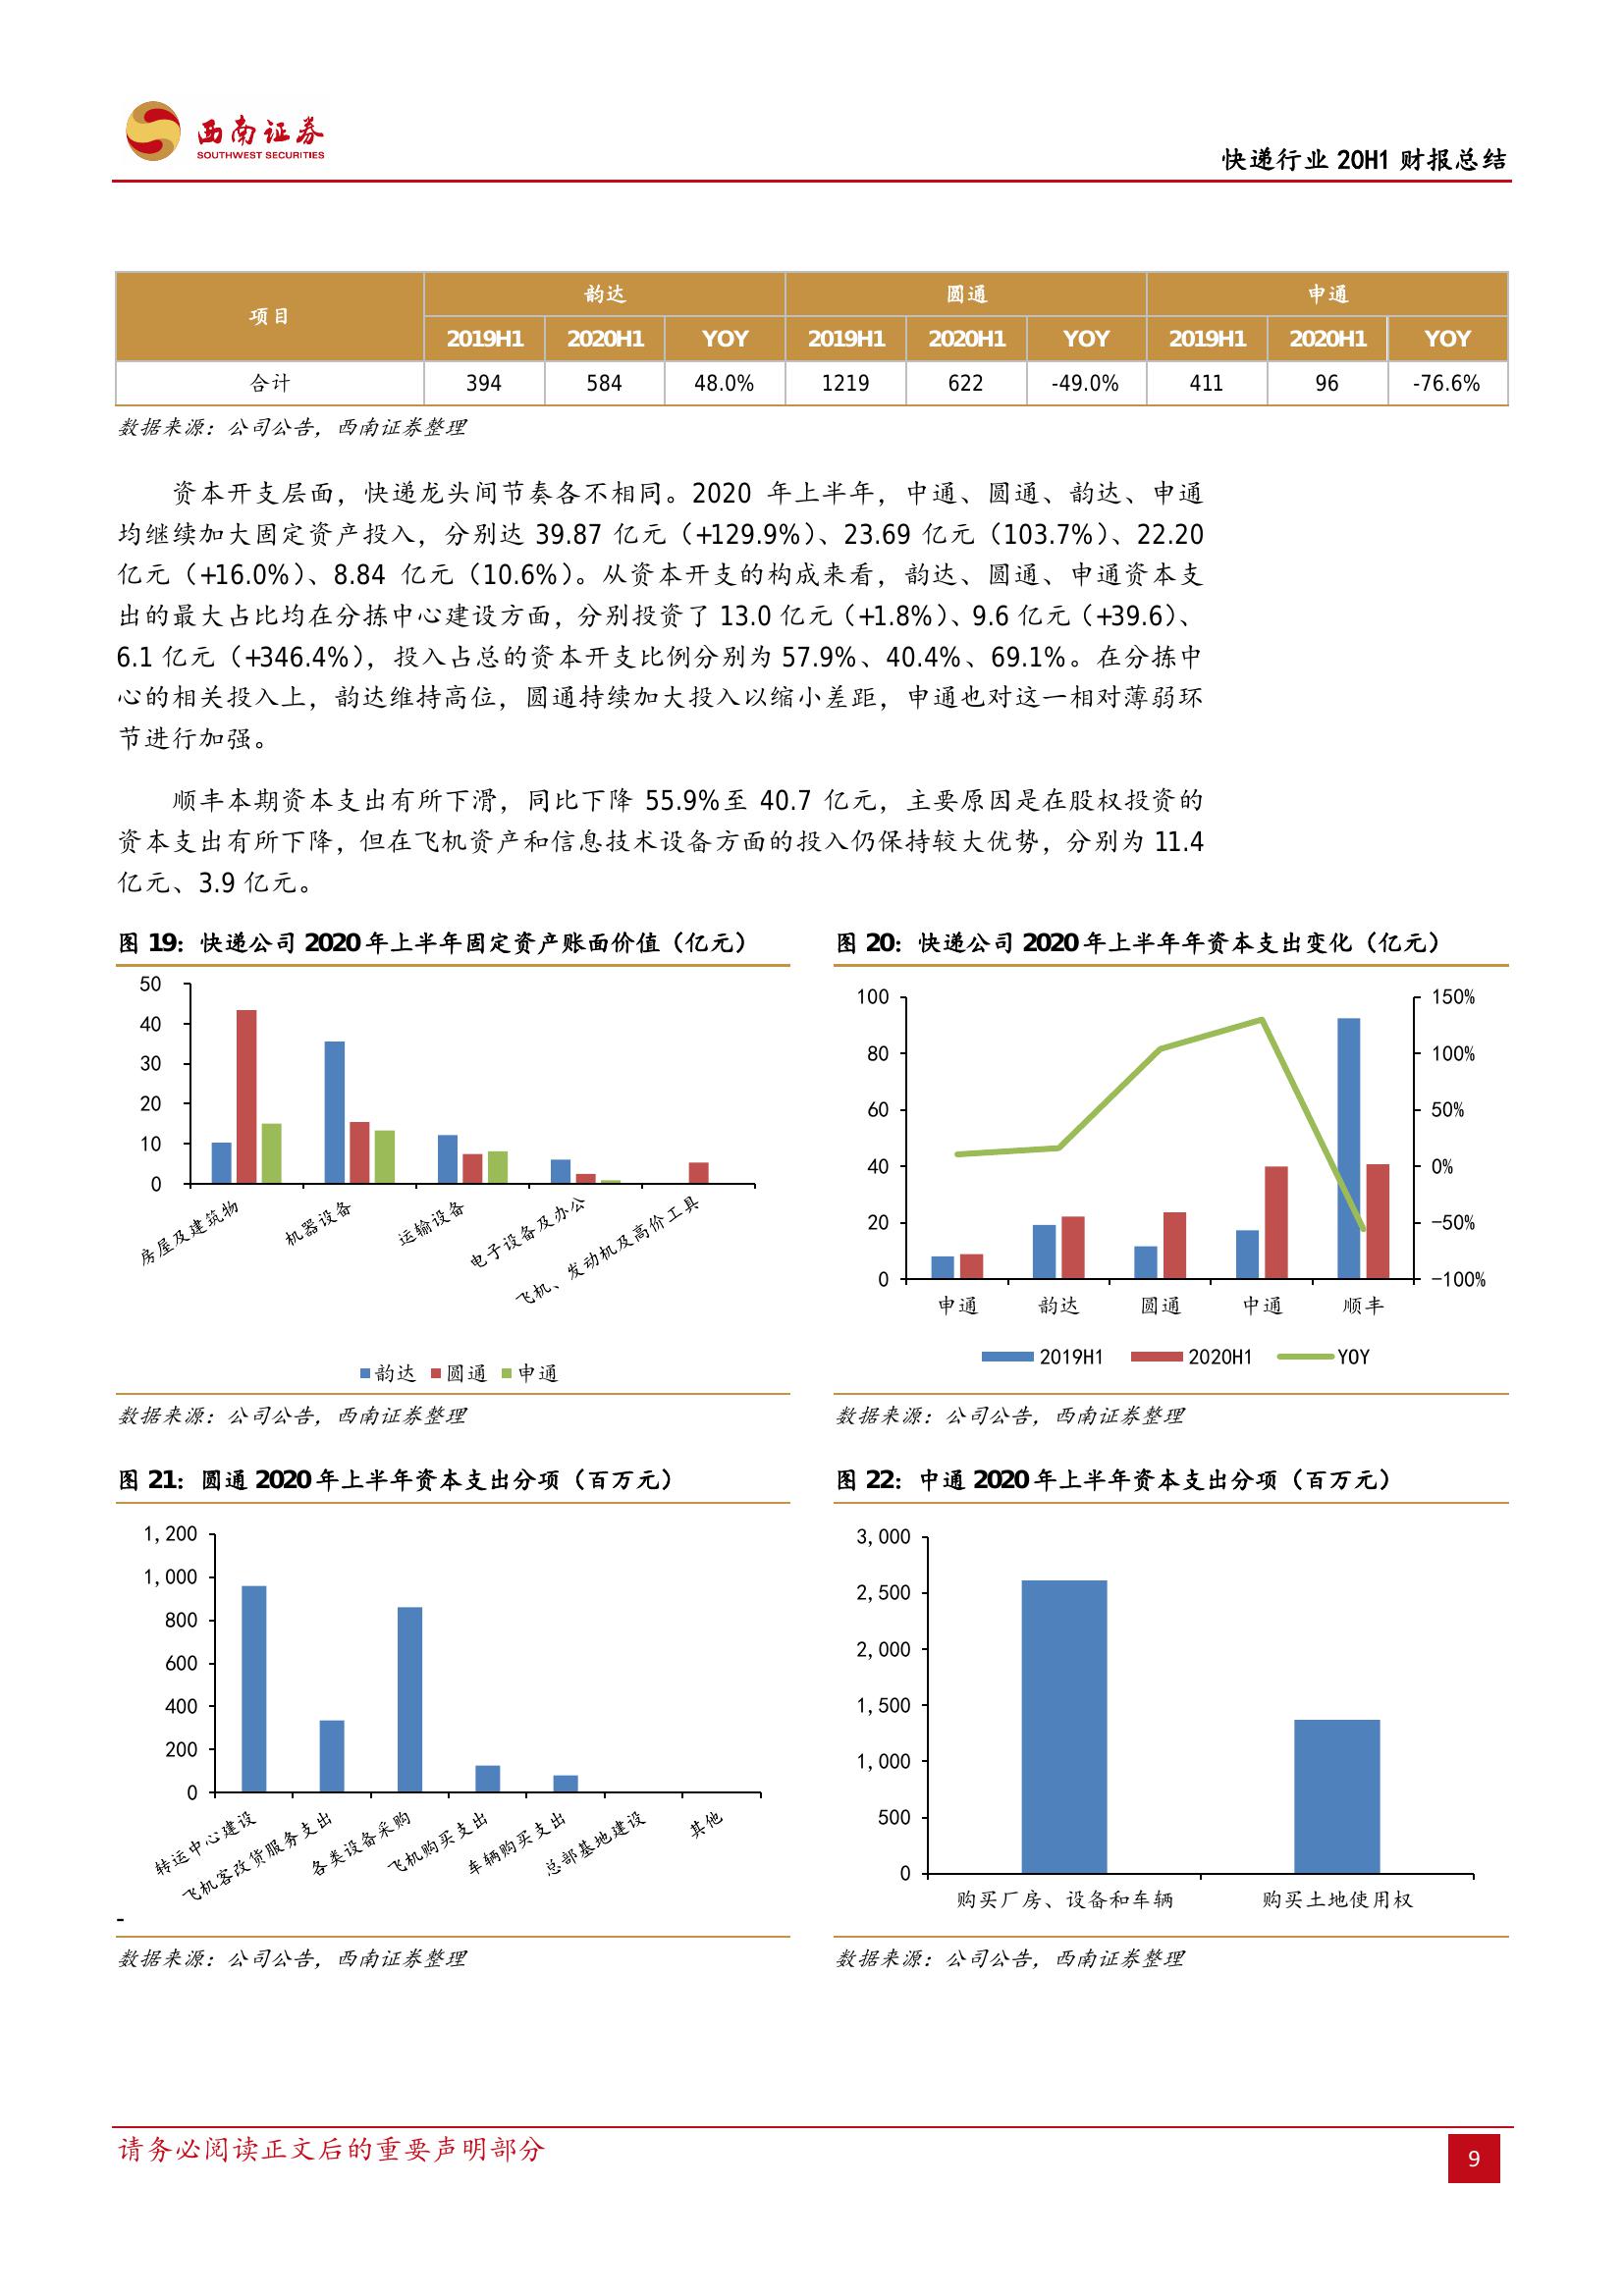 西南证券
SOUTHWEST SECURITIES
快递行业 20H1 财报总结
项目 韵达 圆通 申通
2019H1 2020H1 YOY 2019H1 2020H1 YOY 2019H1 2020H1 YOY
合计 394 584 48.0% 1219 622 -49.0% 411 96 -76.6%
数据来源：公司公告，西南证券整理
资本开支层面，快递龙头间节奏各不相同。2020 年上半年，中通、圆通、韵达、申通
均继续加大固定资产投入，分别达 39.87 亿元（+129.9%）、23.69 亿元（103.7%）、22.20
亿元（+16.0%）、8.84 亿元（10.6%）。从资本开支的构成来看，韵达、圆通、申通资本支
出的最大占比均在分拣中心建设方面，分别投资了 13.0 亿元（+1.8%）、9.6 亿元（+39.6）、
6.1 亿元（+346.4%），投入占总的资本开支比例分别为 57.9%、40.4%、69.1%。在分拣中
心的相关投入上，韵达维持高位，圆通持续加大投入以缩小差距，申通也对这一相对薄弱环
节进行加强。
顺丰本期资本支出有所下滑，同比下降 55.9%至 40.7 亿元，主要原因是在股权投资的
资本支出有所下降，但在飞机资产和信息技术设备方面的投入仍保持较大优势，分别为 11.4
亿元、3.9 亿元。
图 19：快递公司 2020 年上半年固定资产账面价值（亿元）
50
40
30
20
10
0
房屋及建筑物
机器设备
运输设备
电子设备及办公
飞机、发动机及高价工具
韵达 圆通 申通
数据来源：公司公告，西南证券整理
图 20：快递公司 2020 年上半年年资本支出变化（亿元）
100
80
60
40
20
0
150%
100%
50%
0%
-50%
-100%
申通 韵达 圆通 中通 顺丰
2019H1 2020H1 YOY
数据来源：公司公告，西南证券整理
图 21：圆通 2020 年上半年资本支出分项（百万元）
1,200
1,000
800
600
400
200
0
转运中心建设
飞机客改货服务支出
各类设备采购
飞机购买支出
车辆购买支出
总部基地建设
其他
-
数据来源：公司公告，西南证券整理
图 22：中通 2020 年上半年资本支出分项（百万元）
3,000
2,500
2,000
1,500
1,000
500
0
购买厂房、设备和车辆 购买土地使用权
数据来源：公司公告，西南证券整理
请务必阅读正文后的重要声明部分
9